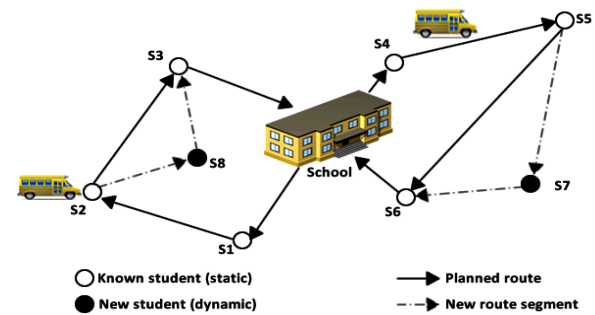 S5
S4
S3
S8
School
S7
S2
S6
S1
Known student (static)
Planned route
New student (dynamic)
New route segment